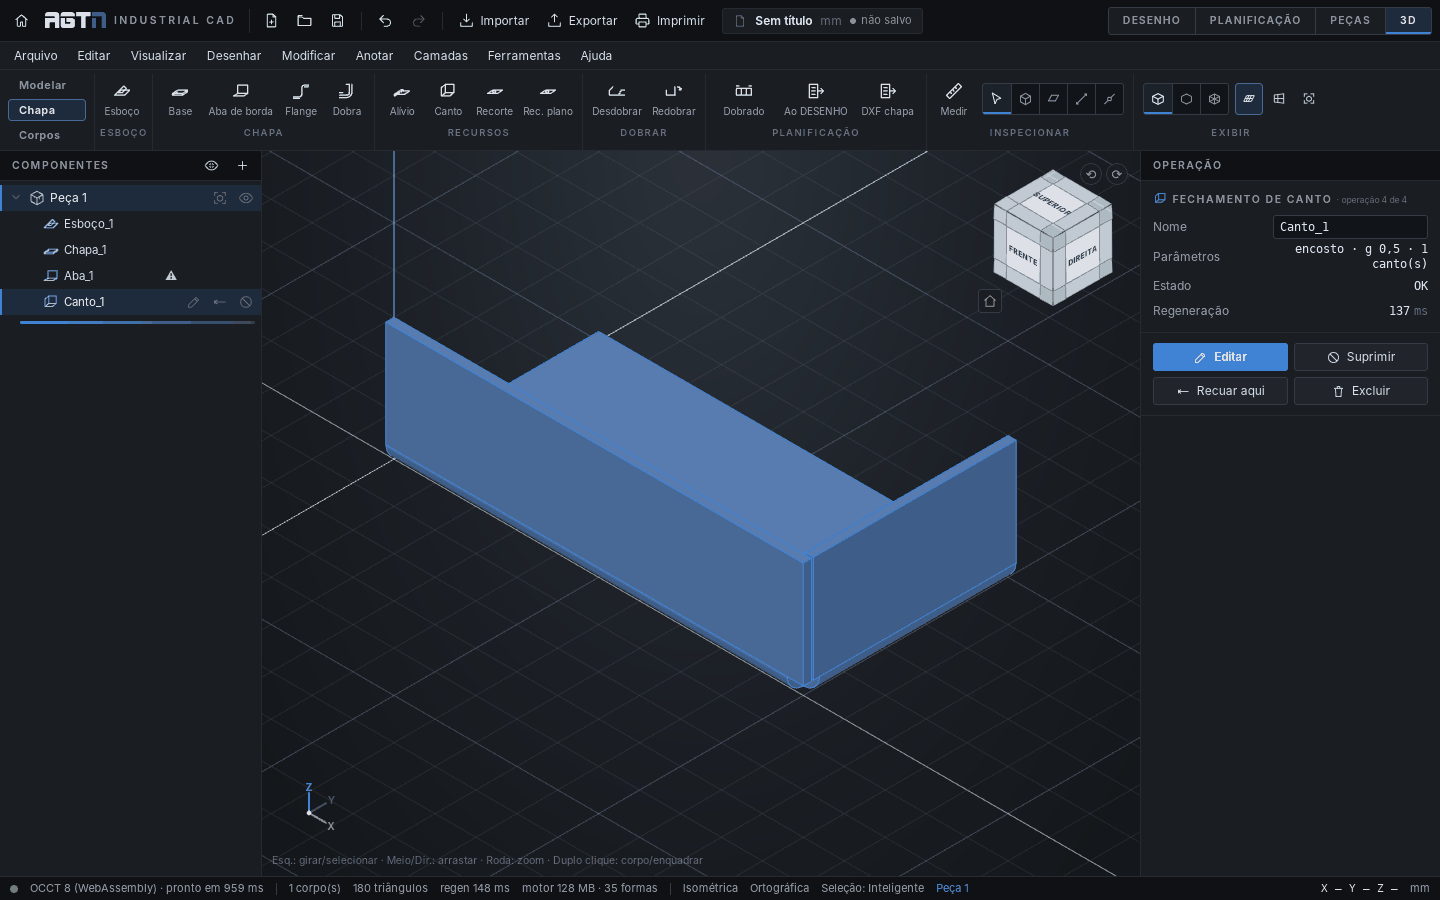 AGTN INDUSTRIAL CAD
Importar
Exportar
Imprimir
Sem título mm ● não salvo
DESENHO
PLANIFICAÇÃO
PEÇAS
3D
Arquivo
Editar
Visualizar
Desenhar
Modificar
Anotar
Camadas
Ferramentas
Ajuda
Modelar
Chapa
Corpos
Esboço
ESBOÇO
Base
Aba de borda
Flange
Dobra
CHAPA
Alívio
Canto
Recorte
Rec. plano
RECURSOS
Desdobrar
Redobrar
DOBRAR
Dobrado
Ao DESENHO
DXF chapa
PLANIFICAÇÃO
Medir
INSPECIONAR
EXIBIR
COMPONENTES
Peça 1
Esboço_1
Chapa_1
Aba_1
Canto_1
SUPERIOR
FRENTE
DIREITA
Z
Y
X
Esq.: girar/selecionar · Meio/Dir.: arrastar · Roda: zoom · Duplo clique: corpo/enquadrar
OPERAÇÃO
FECHAMENTO DE CANTO · operação 4 de 4
Nome Canto_1
Parâmetros encosto · g 0,5 · 1
canto(s)
Estado OK
Regeneração 137 ms
Editar
Suprimir
Recuar aqui
Excluir
OCCT 8 (WebAssembly) · pronto em 959 ms
1 corpo(s) 180 triângulos regen 148 ms motor 128 MB · 35 formas
Isométrica Ortográfica Seleção: Inteligente Peça 1
X — Y — Z — mm